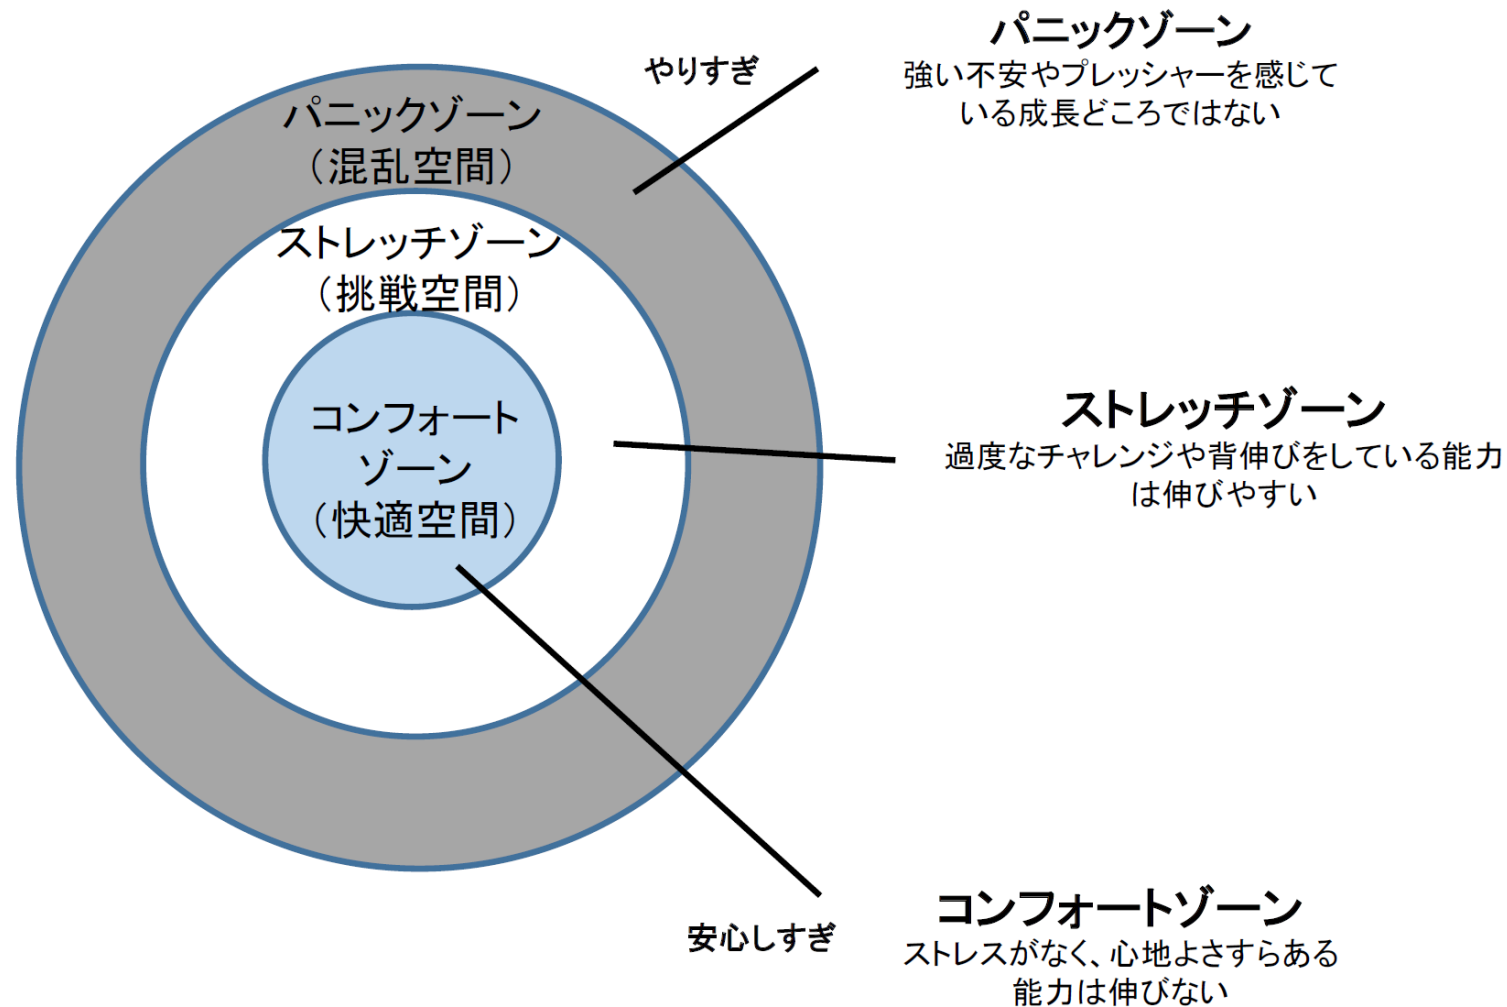 パニックゾーン
（混乱空間）
ストレッチゾーン
（挑戦空間）
コンフォート
ゾーン
（快適空間）
やりすぎ
パニックゾーン
強い不安やプレッシャーを感じて
いる成長どころではない
ストレッチゾーン
過度なチャレンジや背伸びをしている能力
は伸びやすい
安心しすぎ
コンフォートゾーン
ストレスがなく、心地よさすらある
能力は伸びない